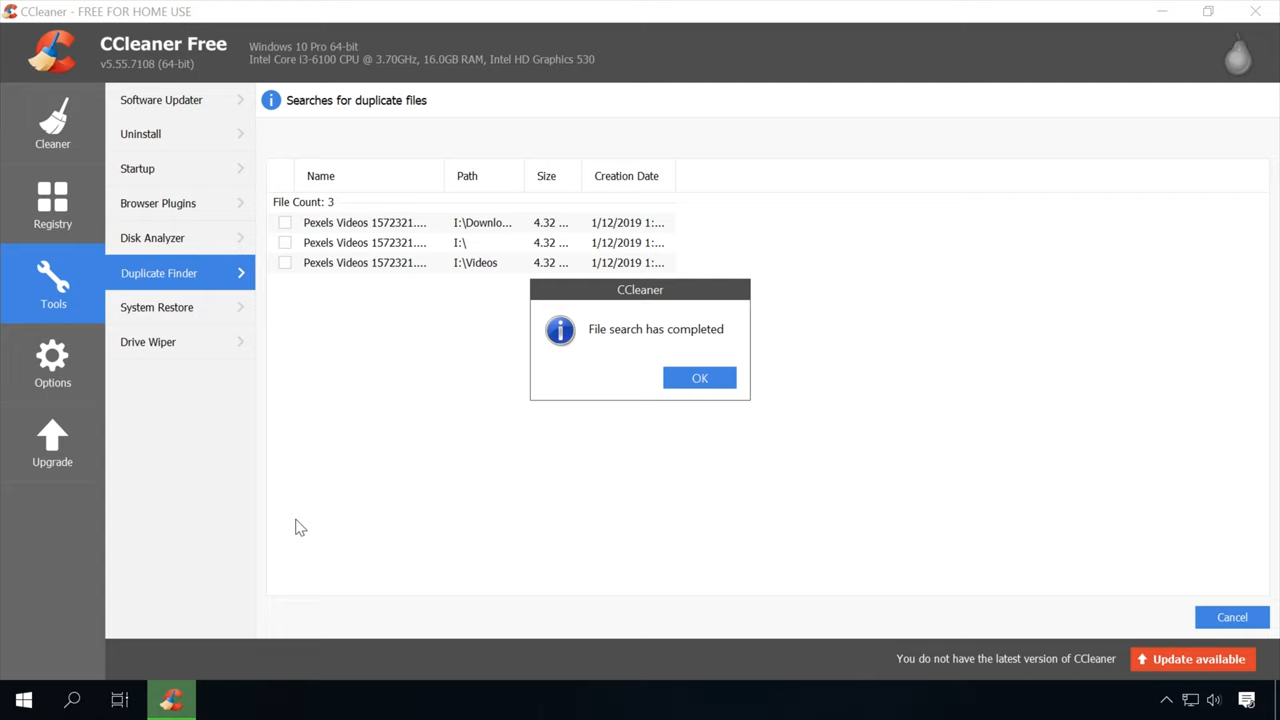 CCleaner - FREE FOR HOME USE
CCleaner Free
v5.55.7108 (64-bit)
Windows 10 Pro 64-bit
Intel Core i3-6100 CPU @ 3.70GHz, 16.0GB RAM, Intel HD Graphics 530
Cleaner
Registry
Tools
Options
Upgrade
Software Updater
Uninstall
Startup
Browser Plugins
Disk Analyzer
Duplicate Finder
System Restore
Drive Wiper
Searches for duplicate files
Name Path Size Creation Date
File Count: 3
Pexels Videos 1572321.... I:\Downlo... 4.32 ... 1/12/2019 1:...
Pexels Videos 1572321.... I:\ 4.32 ... 1/12/2019 1:...
Pexels Videos 1572321.... I:\Videos 4.32 ... 1/12/2019 1:...
CCleaner
File search has completed
OK
Cancel
You do not have the latest version of CCleaner
Update available